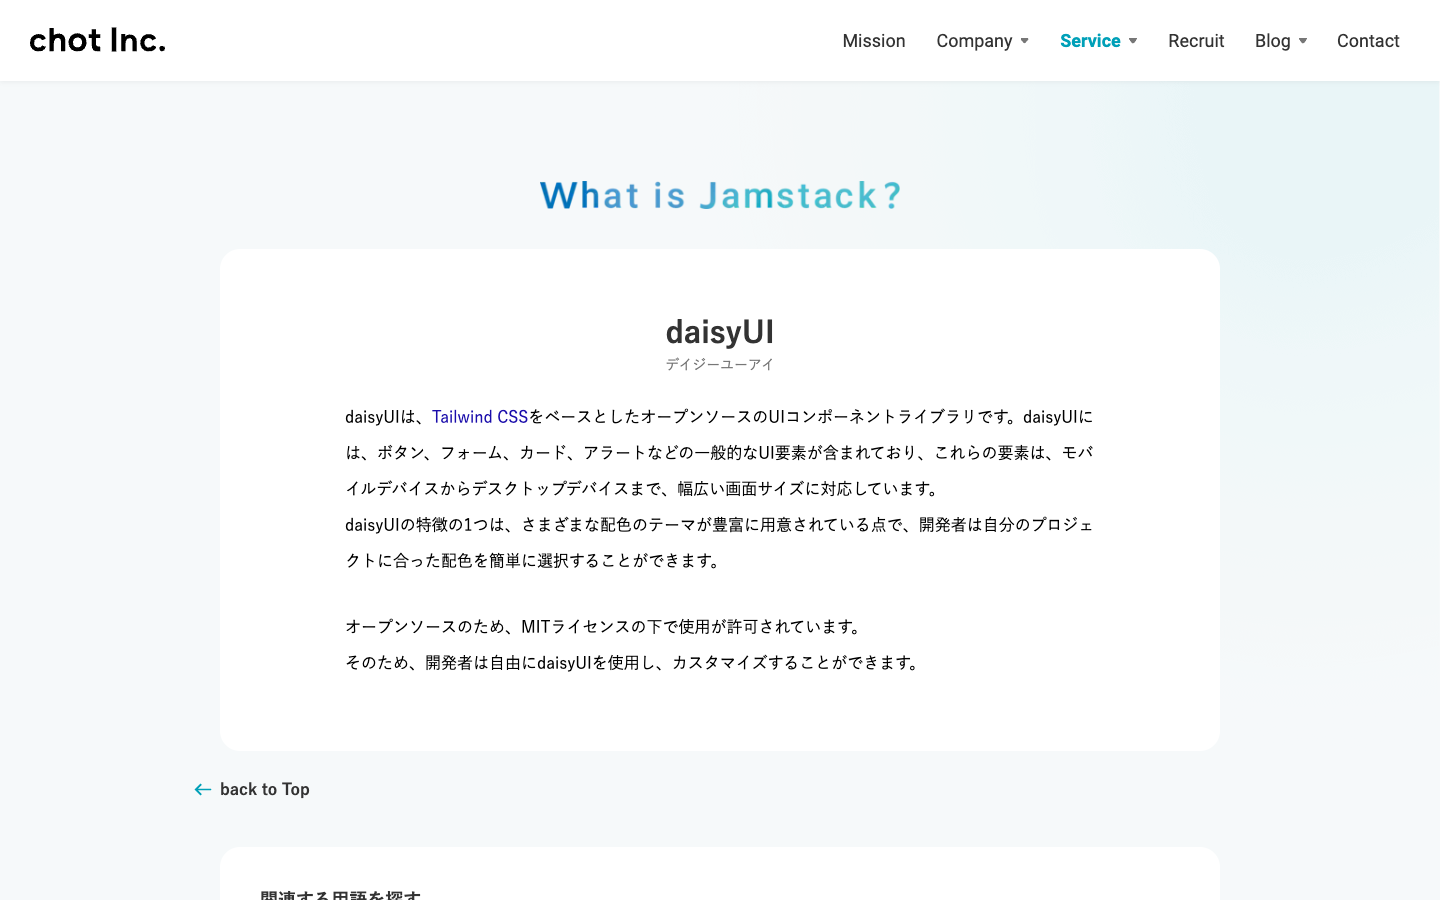 chot Inc.
Mission Company Service Recruit Blog Contact
What is Jamstack?
daisyUI
デイジーユーアイ
daisyUIは、Tailwind CSSをベースとしたオープンソースのUIコンポーネントライブラリです。daisyUIに
は、ボタン、フォーム、カード、アラートなどの一般的なUI要素が含まれており、これらの要素は、モバ
イルデバイスからデスクトップデバイスまで、幅広い画面サイズに対応しています。
daisyUIの特徴の1つは、さまざまな配色のテーマが豊富に用意されている点で、開発者は自分のプロジェ
クトに合った配色を簡単に選択することができます。
オープンソースのため、MITライセンスの下で使用が許可されています。
そのため、開発者は自由にdaisyUIを使用し、カスタマイズすることができます。
back to Top
関連する用語を探す